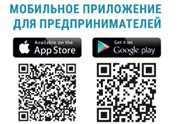 МОБИЛЬНОЕ ПРИЛОЖЕНИЕ
ДЛЯ ПРЕДПРИНИМАТЕЛЕЙ
Available on the
App Store
Get it on
Google play